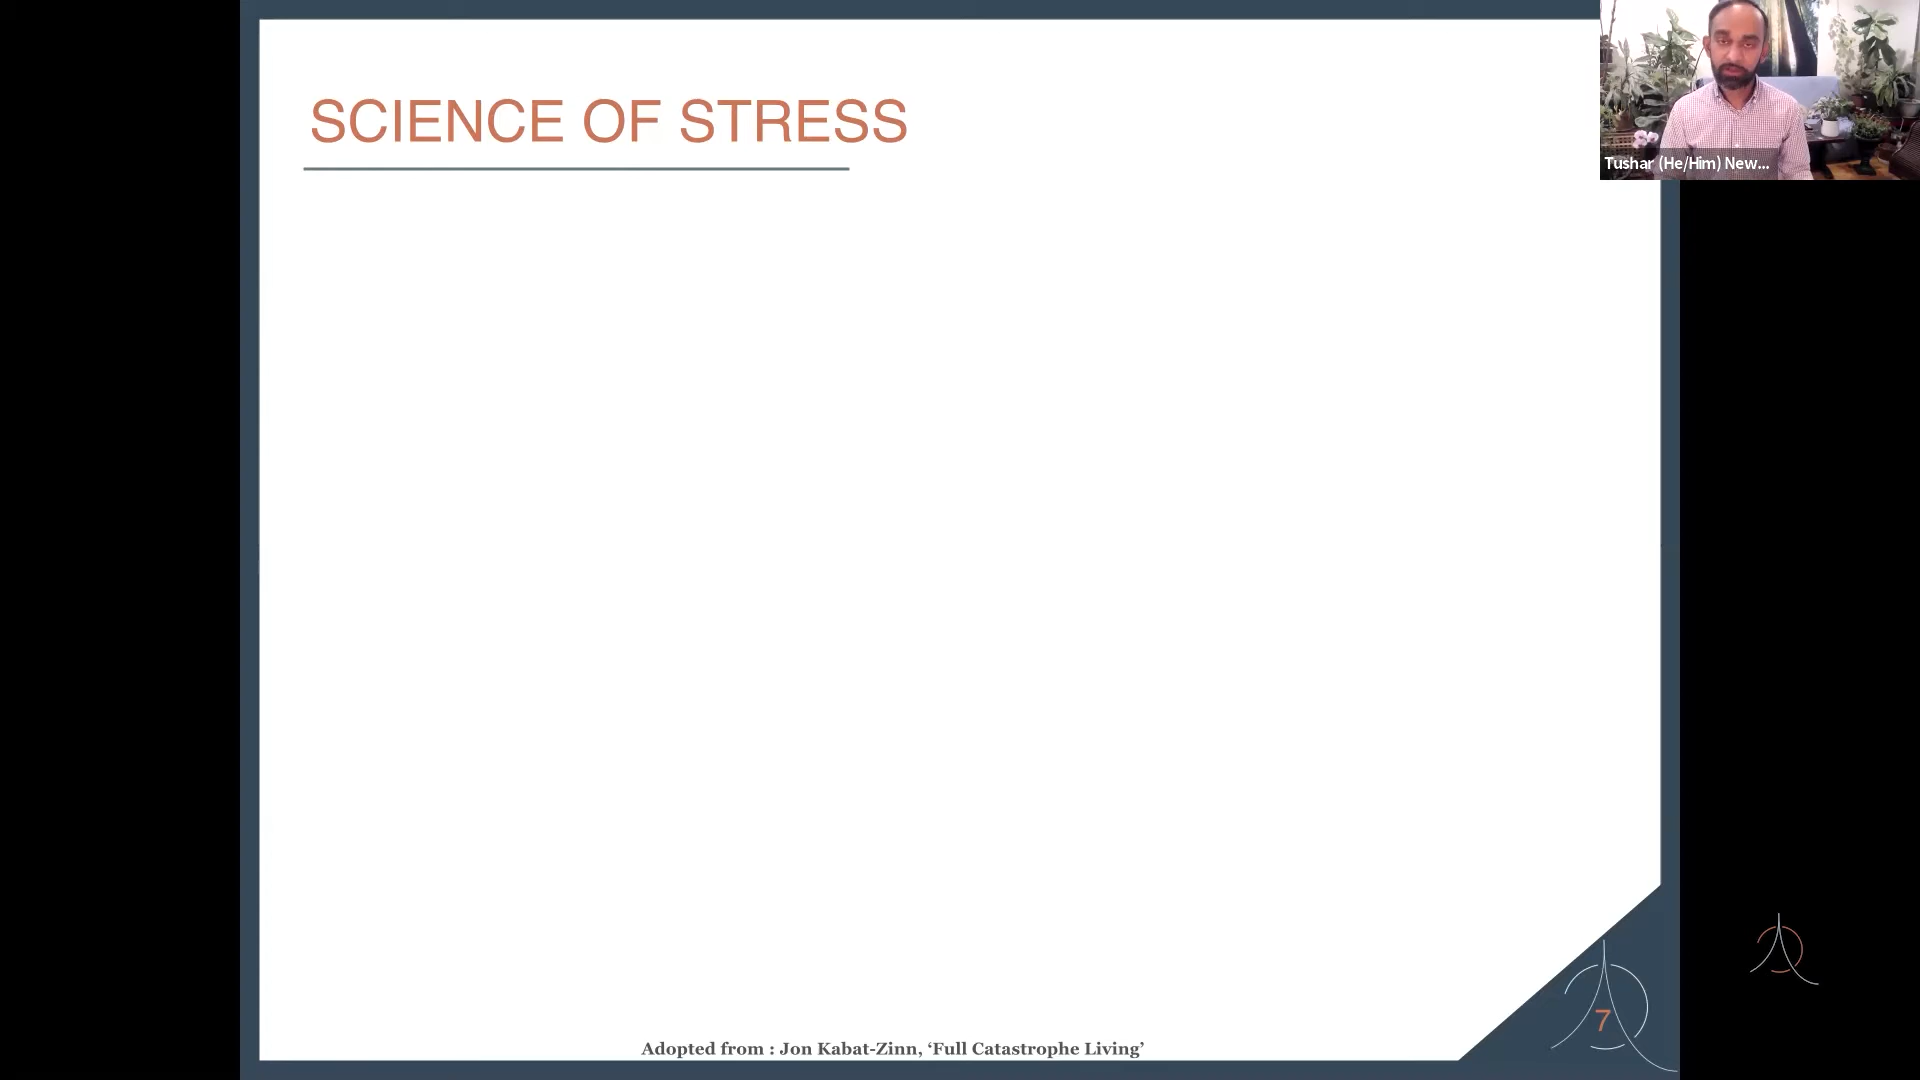 SCIENCE OF STRESS
Tushar (He/Him) New...
7
Adopted from : Jon Kabat-Zinn, ‘Full Catastrophe Living’